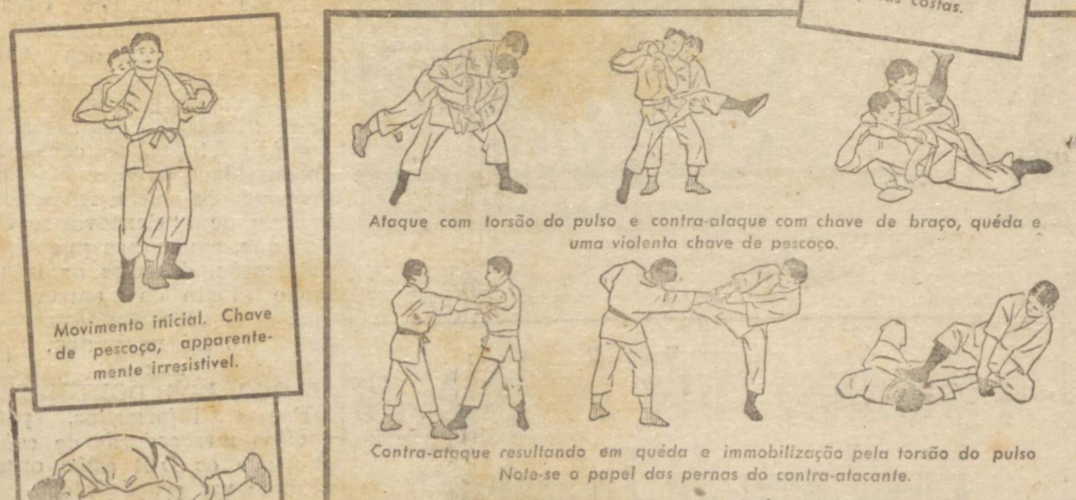 costas.
Movimento inicial. Chave
de pescoço, apparente-
mente irresistivel.
Ataque com torsão do pulso e contra-ataque com chave de braço, quéda e
uma violenta chave de pescoço.
Contra-ataque resultando em quéda e immobilização pela torsão do pulso
Note-se o papel das pernas do contra-atacante.